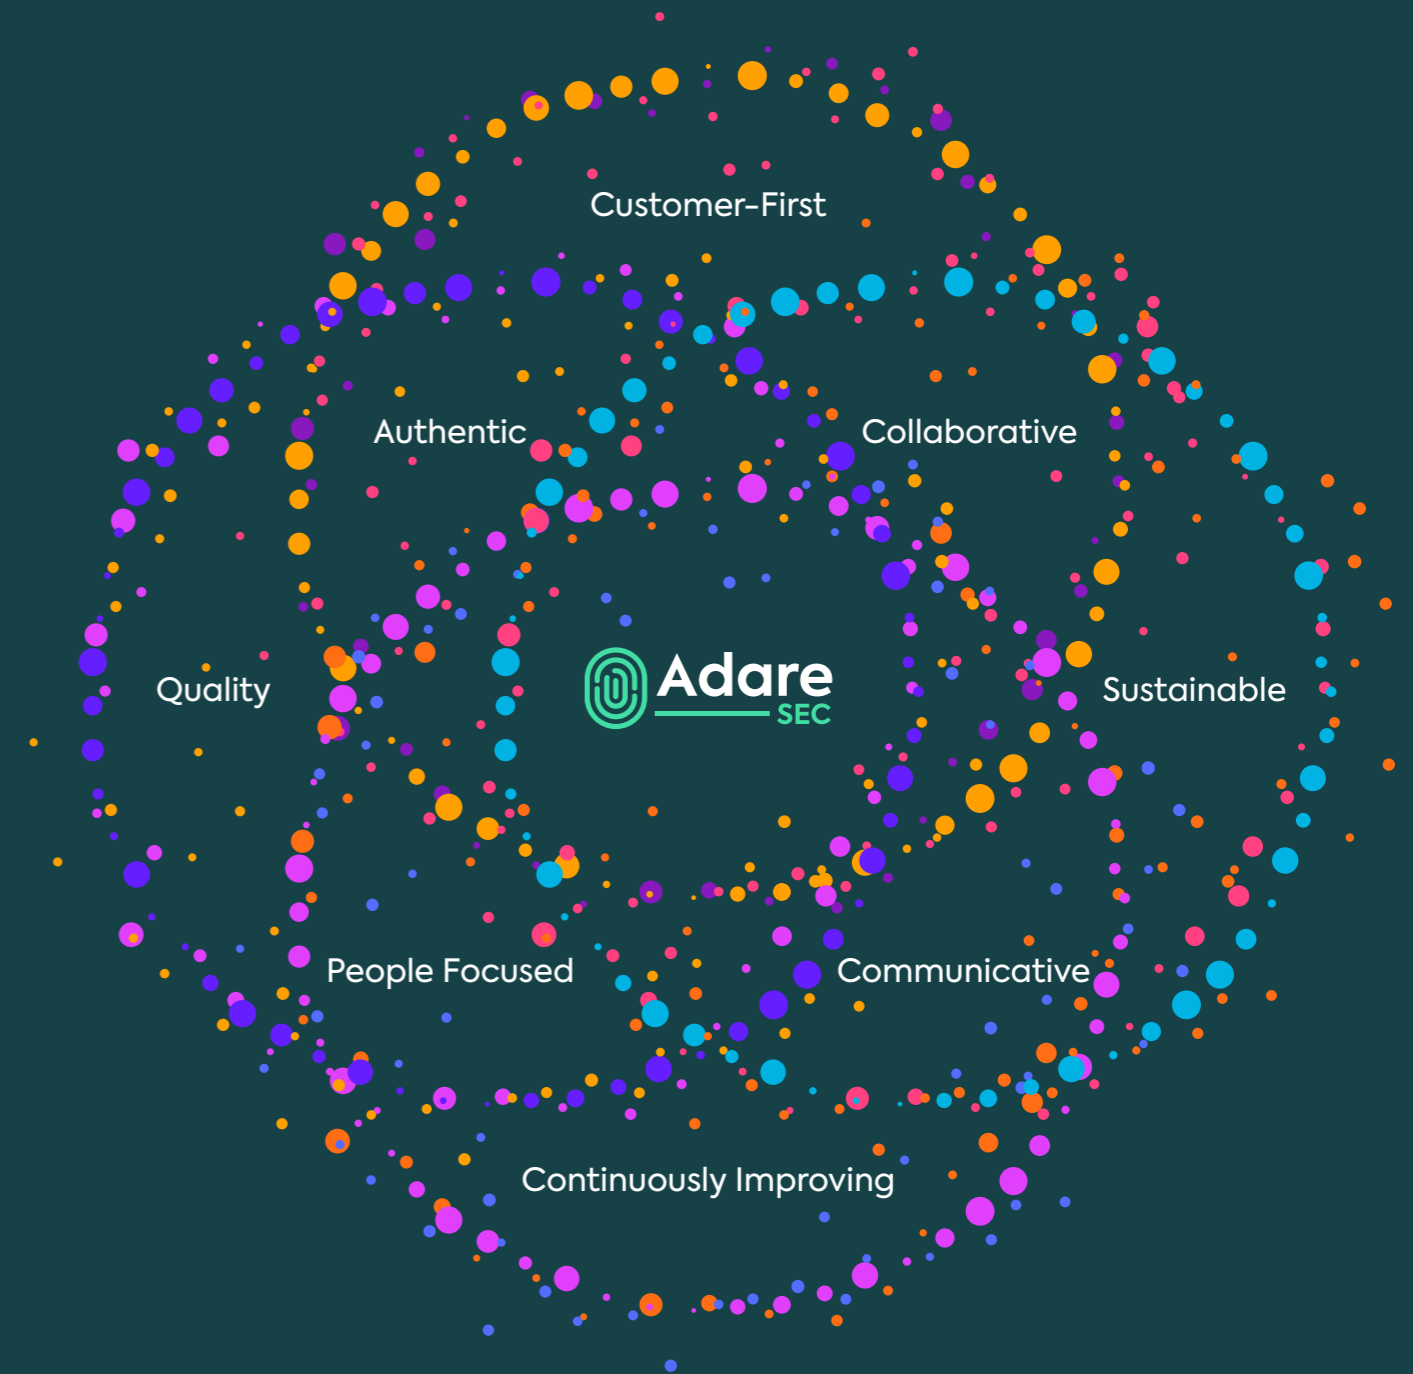 Customer-First
Authentic
Collaborative
Quality
Adare
SEC
Sustainable
People Focused
Communicative
Continuously Improving